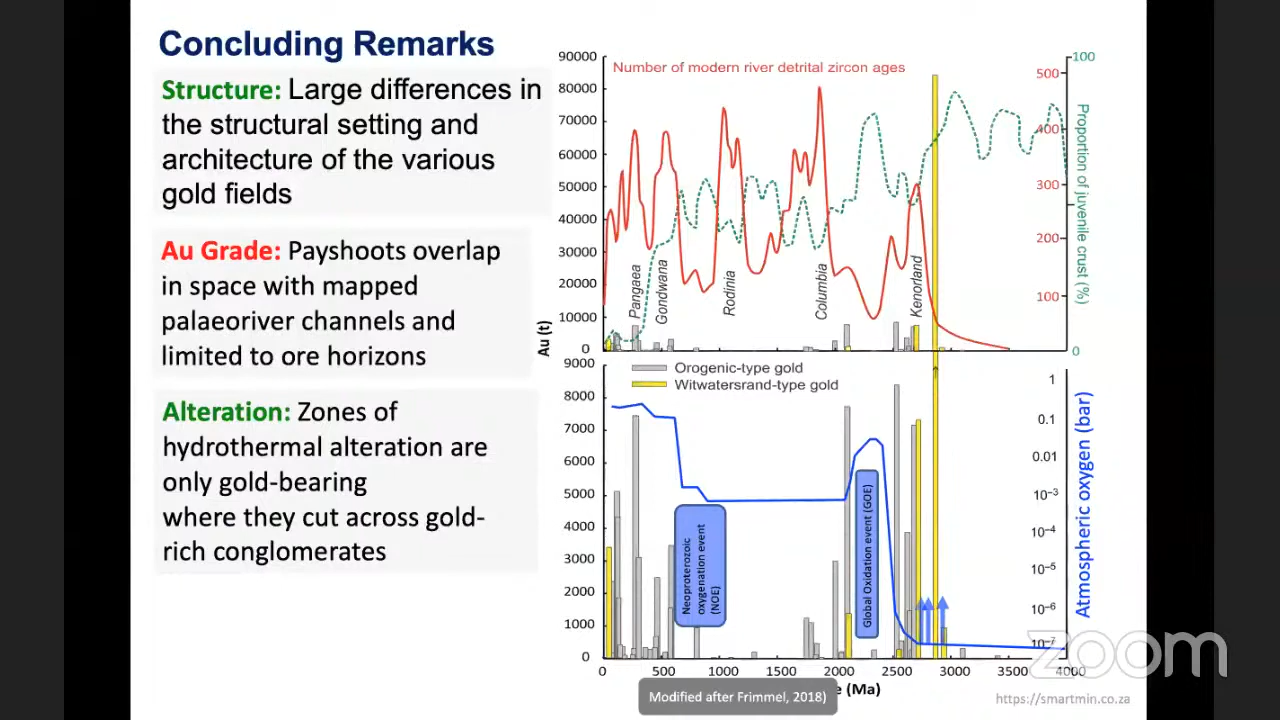 Concluding Remarks
Structure: Large differences in
the structural setting and
architecture of the various
gold fields
Au Grade: Payshoots overlap
in space with mapped
palaeoriver channels and
limited to ore horizons
Alteration: Zones of
hydrothermal alteration are
only gold-bearing
where they cut across gold-
rich conglomerates
Number of modern river detrital zircon ages
90000
80000
70000
60000
50000
40000
30000
20000
10000
0
Au (t)
Pangaea
Gondwana
Rodinia
Columbia
Kenorland
500
400
300
200
100
100
0
Proportion of juvenile crust (%)
Orogenic-type gold
Witwatersrand-type gold
9000
8000
7000
6000
5000
4000
3000
2000
1000
0
Neoproterozoic
oxygenation event
(NOE)
Global Oxidation event (GOE)
1
0.1
0.01
10⁻³
10⁻⁴
10⁻⁵
10⁻⁶
10⁻⁷
Atmospheric oxygen (bar)
0 500 1000 1500 2000 2500 3000 3500 4000
(Ma)
Modified after Frimmel, 2018)
https://smartmin.co.za
zoom